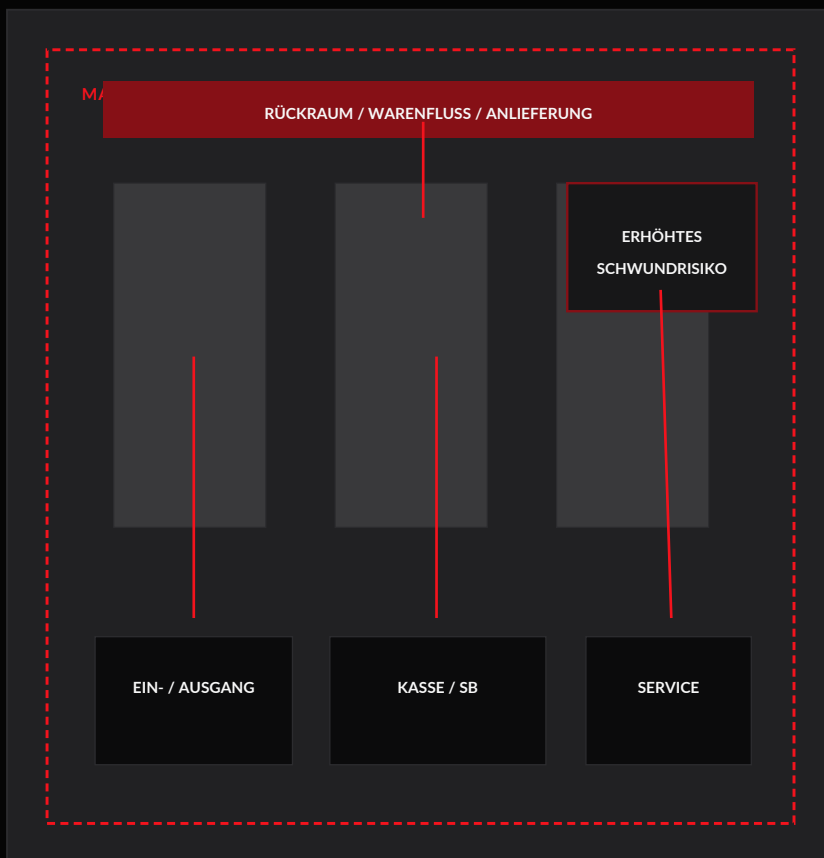 RÜCKRAUM / WARENFLUSS / ANLIEFERUNG
ERHÖHTES
SCHWUNDRISIKO
EIN- / AUSGANG
KASSE / SB
SERVICE